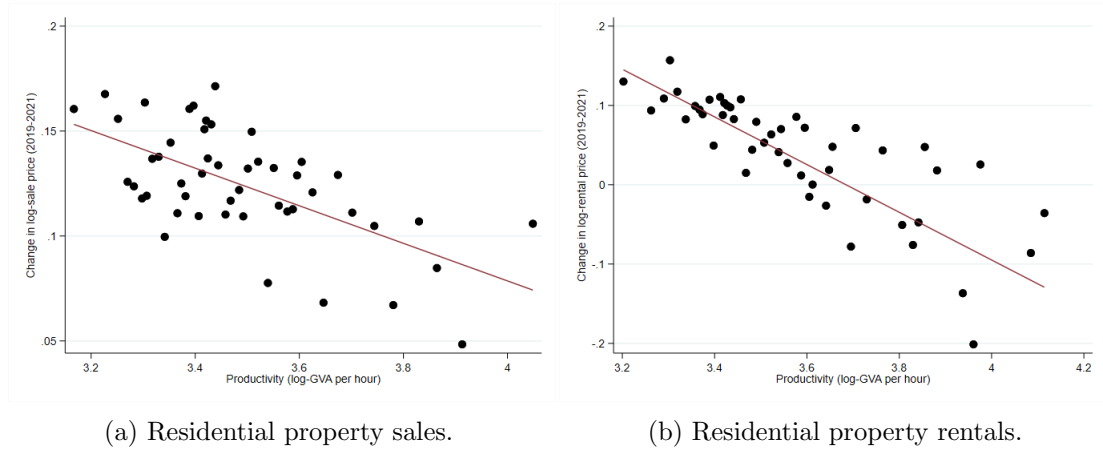 .2
.15
.1
.05
Change in log-sale price (2019-2021)
3.2 3.4 3.6 3.8 4
Productivity (log-GVA per hour)
(a) Residential property sales.
.2
.1
0
-.1
-.2
Change in log-rental price (2019-2021)
3.2 3.4 3.6 3.8 4 4.2
Productivity (log-GVA per hour)
(b) Residential property rentals.